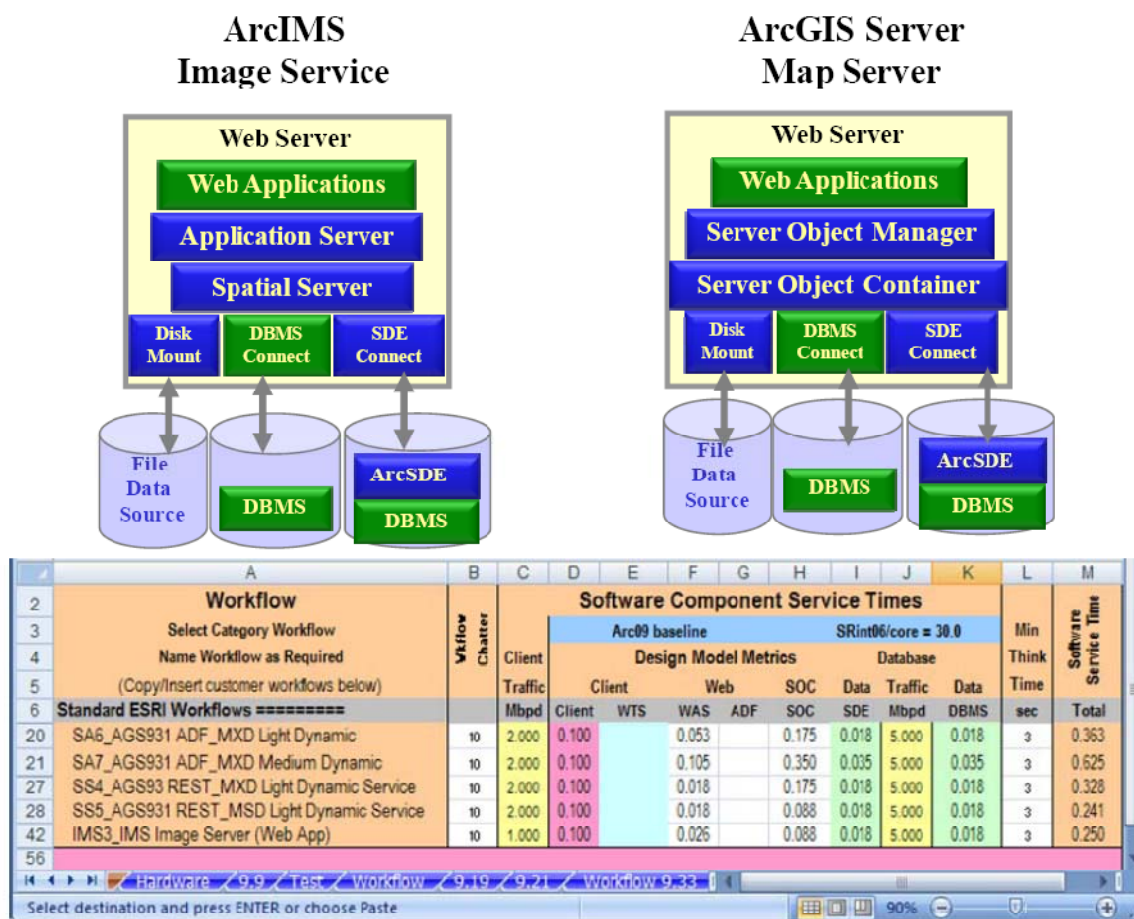 ArcIMS
Image Service
ArcGIS Server
Map Server
Web Server
Web Applications
Application Server
Spatial Server
Disk Mount
DBMS Connect
SDE Connect
File Data Source
DBMS
ArcSDE
DBMS
Web Server
Web Applications
Server Object Manager
Server Object Container
Disk Mount
DBMS Connect
SDE Connect
File Data Source
DBMS
ArcSDE
DBMS
A B C D E F G H I J K L M
2 Workflow Wkflow Chatter Software Component Service Times Software Service Time
3 Select Category Workflow Arc09 baseline SRint06/core = 30.0 Min
4 Name Workflow as Required Client Design Model Metrics Database Think
5 (Copy/Insert customer workflows below) Traffic Client Web SOC Data Traffic Data Time
6 Standard ESRI Workflows ========= Mbpd Client WTS WAS ADF SOC SDE Mbpd DBMS sec Total
20 SA6_AGS931 ADF_MXD Light Dynamic 10 2.000 0.100 0.053 0.175 0.018 5.000 0.018 3 0.363
21 SA7_AGS931 ADF_MXD Medium Dynamic 10 2.000 0.100 0.105 0.350 0.035 5.000 0.035 3 0.625
27 SS4_AGS93 REST_MXD Light Dynamic Service 10 2.000 0.100 0.018 0.175 0.018 5.000 0.018 3 0.328
28 SS5_AGS931 REST_MSD Light Dynamic Service 10 2.000 0.100 0.018 0.088 0.018 5.000 0.018 3 0.241
42 IMS3_IMS Image Server (Web App) 10 1.000 0.100 0.026 0.088 0.018 5.000 0.018 3 0.250
56
Hardware 9.9 Test Workflow 9.19 9.21 Workflow 9.33
Select destination and press ENTER or choose Paste 90%